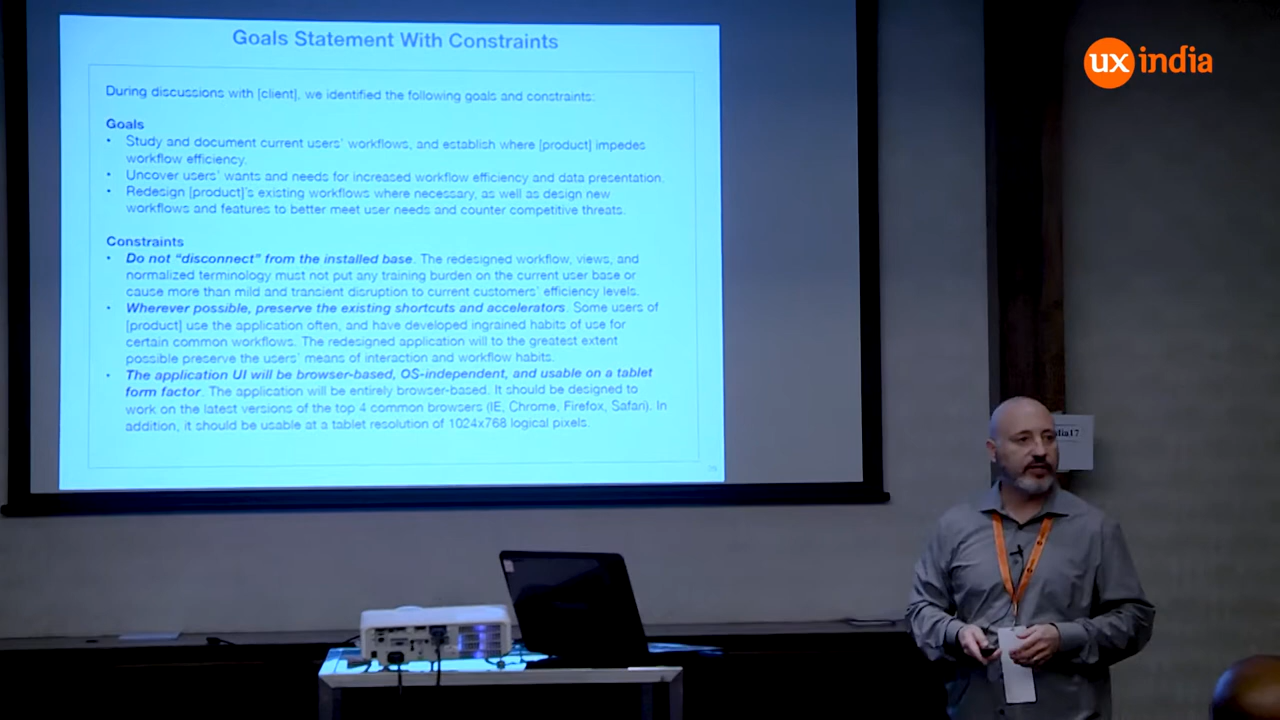 Goals Statement With Constraints
During discussions with [client], we identified the following goals and constraints:
Goals
• Study and document current users' workflows, and establish where [product] impedes
workflow efficiency.
• Uncover users' wants and needs for increased workflow efficiency and data presentation.
• Redesign [product]'s existing workflows where necessary, as well as design new
workflows and features to better meet user needs and counter competitive threats.
Constraints
• Do not "disconnect" from the installed base. The redesigned workflow, views, and
normalized terminology must not put any training burden on the current user base or
cause more than mild and transient disruption to current customers' efficiency levels.
• Wherever possible, preserve the existing shortcuts and accelerators. Some users of
[product] use the application often, and have developed ingrained habits of use for
certain common workflows. The redesigned application will to the greatest extent
possible preserve the users' means of interaction and workflow habits.
• The application UI will be browser-based, OS-independent, and usable on a tablet
form factor. The application will be entirely browser-based. It should be designed to
work on the latest versions of the top 4 common browsers (IE, Chrome, Firefox, Safari). In
addition, it should be usable at a tablet resolution of 1024x768 logical pixels.
ux india